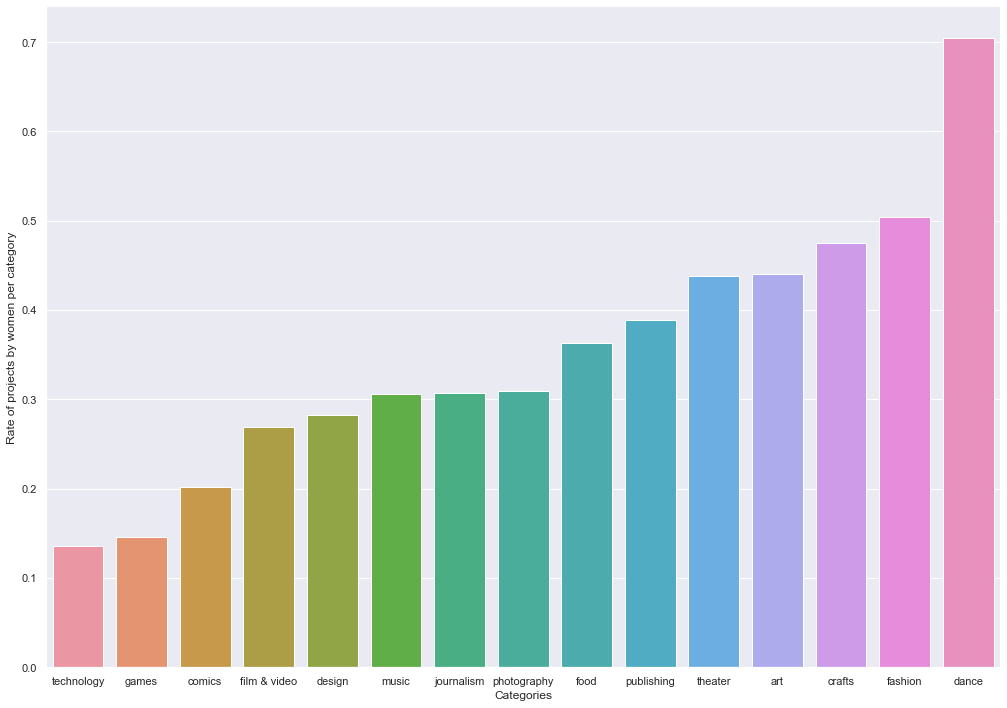 0.7
0.6
0.5
0.4
0.3
0.2
0.1
0.0
Rate of projects by women per category
technology games comics film & video design music journalism photography food publishing theater art crafts fashion dance
Categories